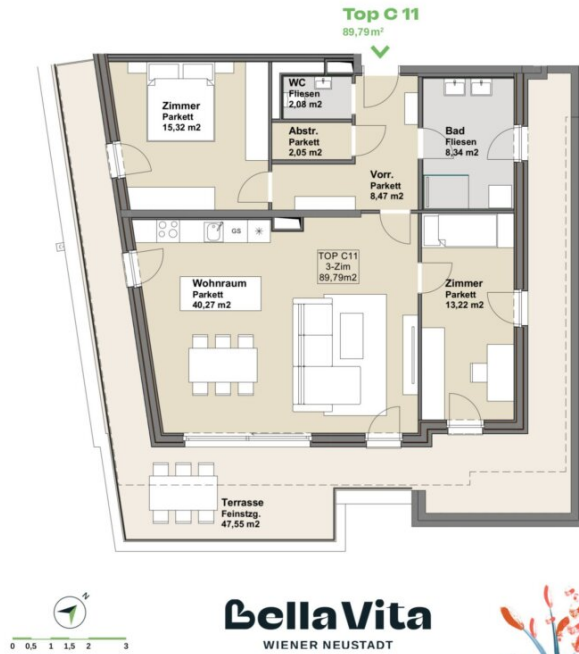 Top C 11
89,79m²
WC
Fliesen
2,08 m2
Zimmer
Parkett
15,32 m2
Abstr.
Parkett
2,05 m2
Bad
Fliesen
8,34 m2
Vorr.
Parkett
8,47 m2
GS
TOP C11
3-Zim
89,79m2
Wohnraum
Parkett
40,27 m2
Zimmer
Parkett
13,22 m2
Terrasse
Feinstzg.
47,55 m2
N
0 0,5 1 1,5 2 3
BellaVita
WIENER NEUSTADT